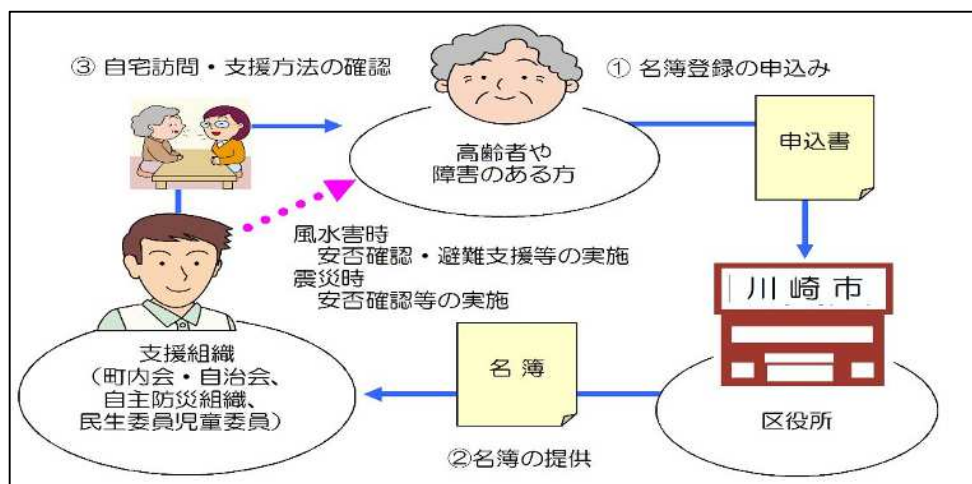 ③ 自宅訪問・支援方法の確認
① 名簿登録の申込み
申込書
高齢者や
障害のある方
風水害時
安否確認・避難支援等の実施
震災時
安否確認等の実施
川崎市
区役所
名簿
②名簿の提供
支援組織
（町内会・自治会、
自主防災組織、
民生委員児童委員）